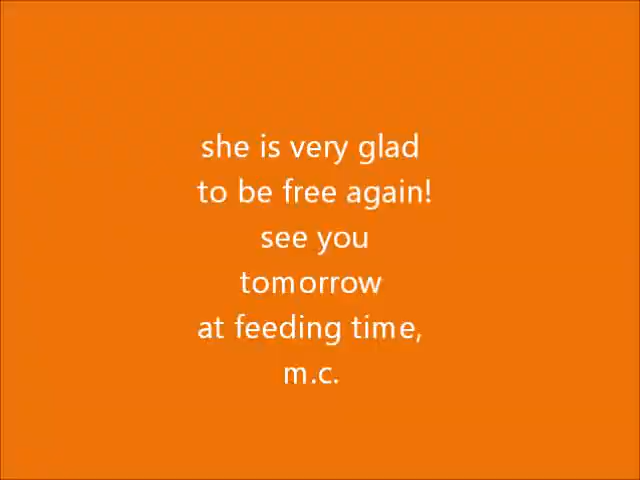 she is very glad
to be free again!
see you
tomorrow
at feeding time,
m.c.